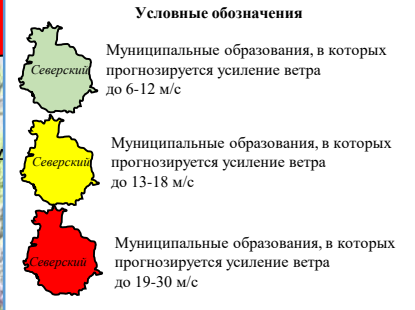 Условные обозначения
Северский
Муниципальные образования, в которых
прогнозируется усиление ветра
до 6-12 м/с
Северский
Муниципальные образования, в которых
прогнозируется усиление ветра
до 13-18 м/с
Северский
Муниципальные образования, в которых
прогнозируется усиление ветра
до 19-30 м/с